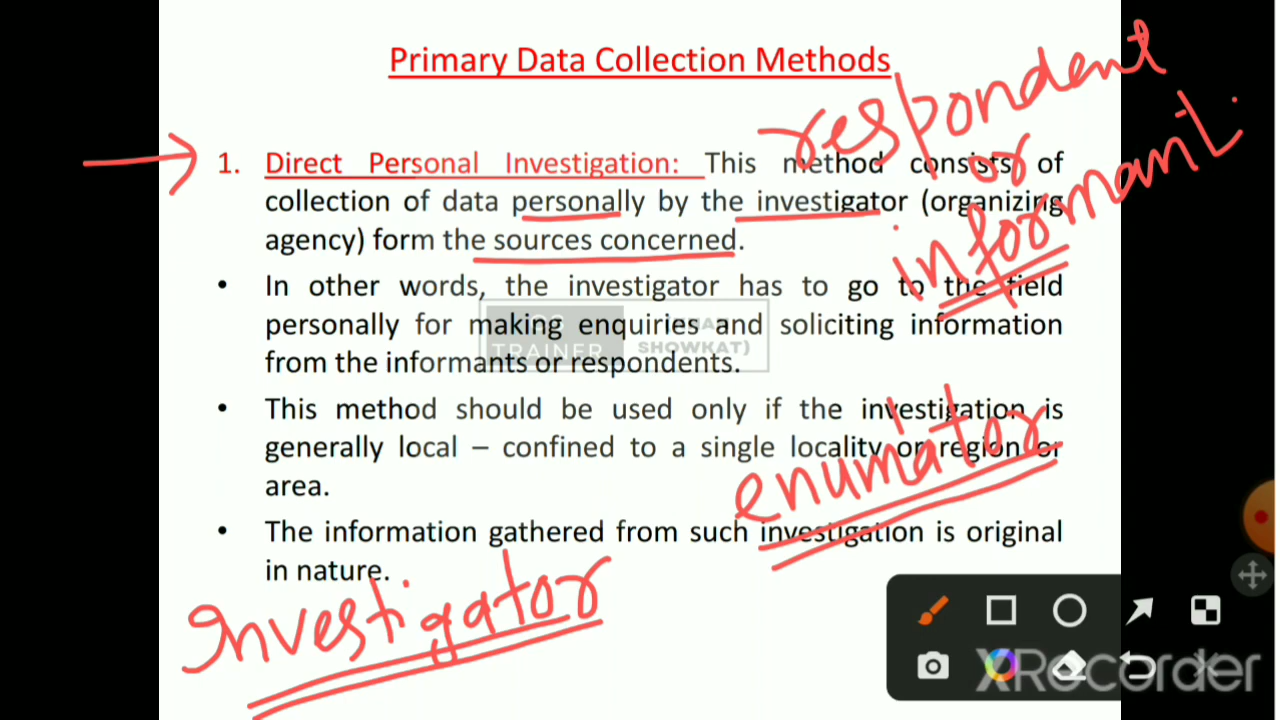 Primary Data Collection Methods
respondent
or
informant
1. Direct Personal Investigation: This method consists of
collection of data personally by the investigator (organizing
agency) form the sources concerned.
• In other words, the investigator has to go to the field
personally for making enquiries and soliciting information
from the informants or respondents.
TRAINER
SHOWKAT)
• This method should be used only if the investigation is
generally local – confined to a single locality or region or
area.
enumiator
• The information gathered from such investigation is original
in nature.
Investigator
XRecorder